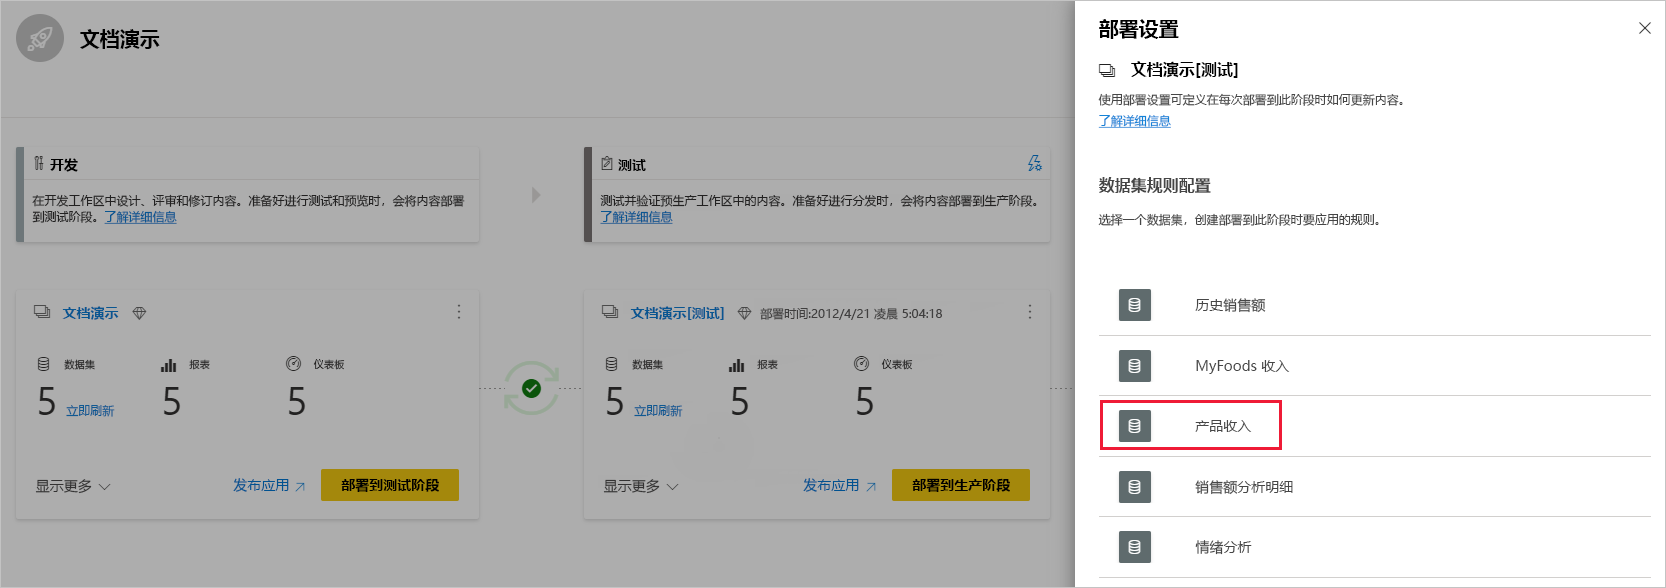 文档演示
开发
在开发工作区中设计、评审和修订内容。准备好进行测试和预览时，会将内容部署
到测试阶段。了解详细信息
测试
测试并验证预生产工作区中的内容。准备好进行分发时，会将内容部署到生产阶段。
了解详细信息
文档演示
数据集 报表 仪表板
5 立即刷新 5 5
显示更多 发布应用 部署到测试阶段
文档演示[测试] 部署时间:2012/4/21 凌晨 5:04:18
数据集 报表 仪表板
5 立即刷新 5 5
显示更多 发布应用 部署到生产阶段
部署设置
文档演示[测试]
使用部署设置可定义在每次部署到此阶段时如何更新内容。
了解详细信息
数据集规则配置
选择一个数据集，创建部署到此阶段时要应用的规则。
历史销售额
MyFoods 收入
产品收入
销售额分析明细
情绪分析